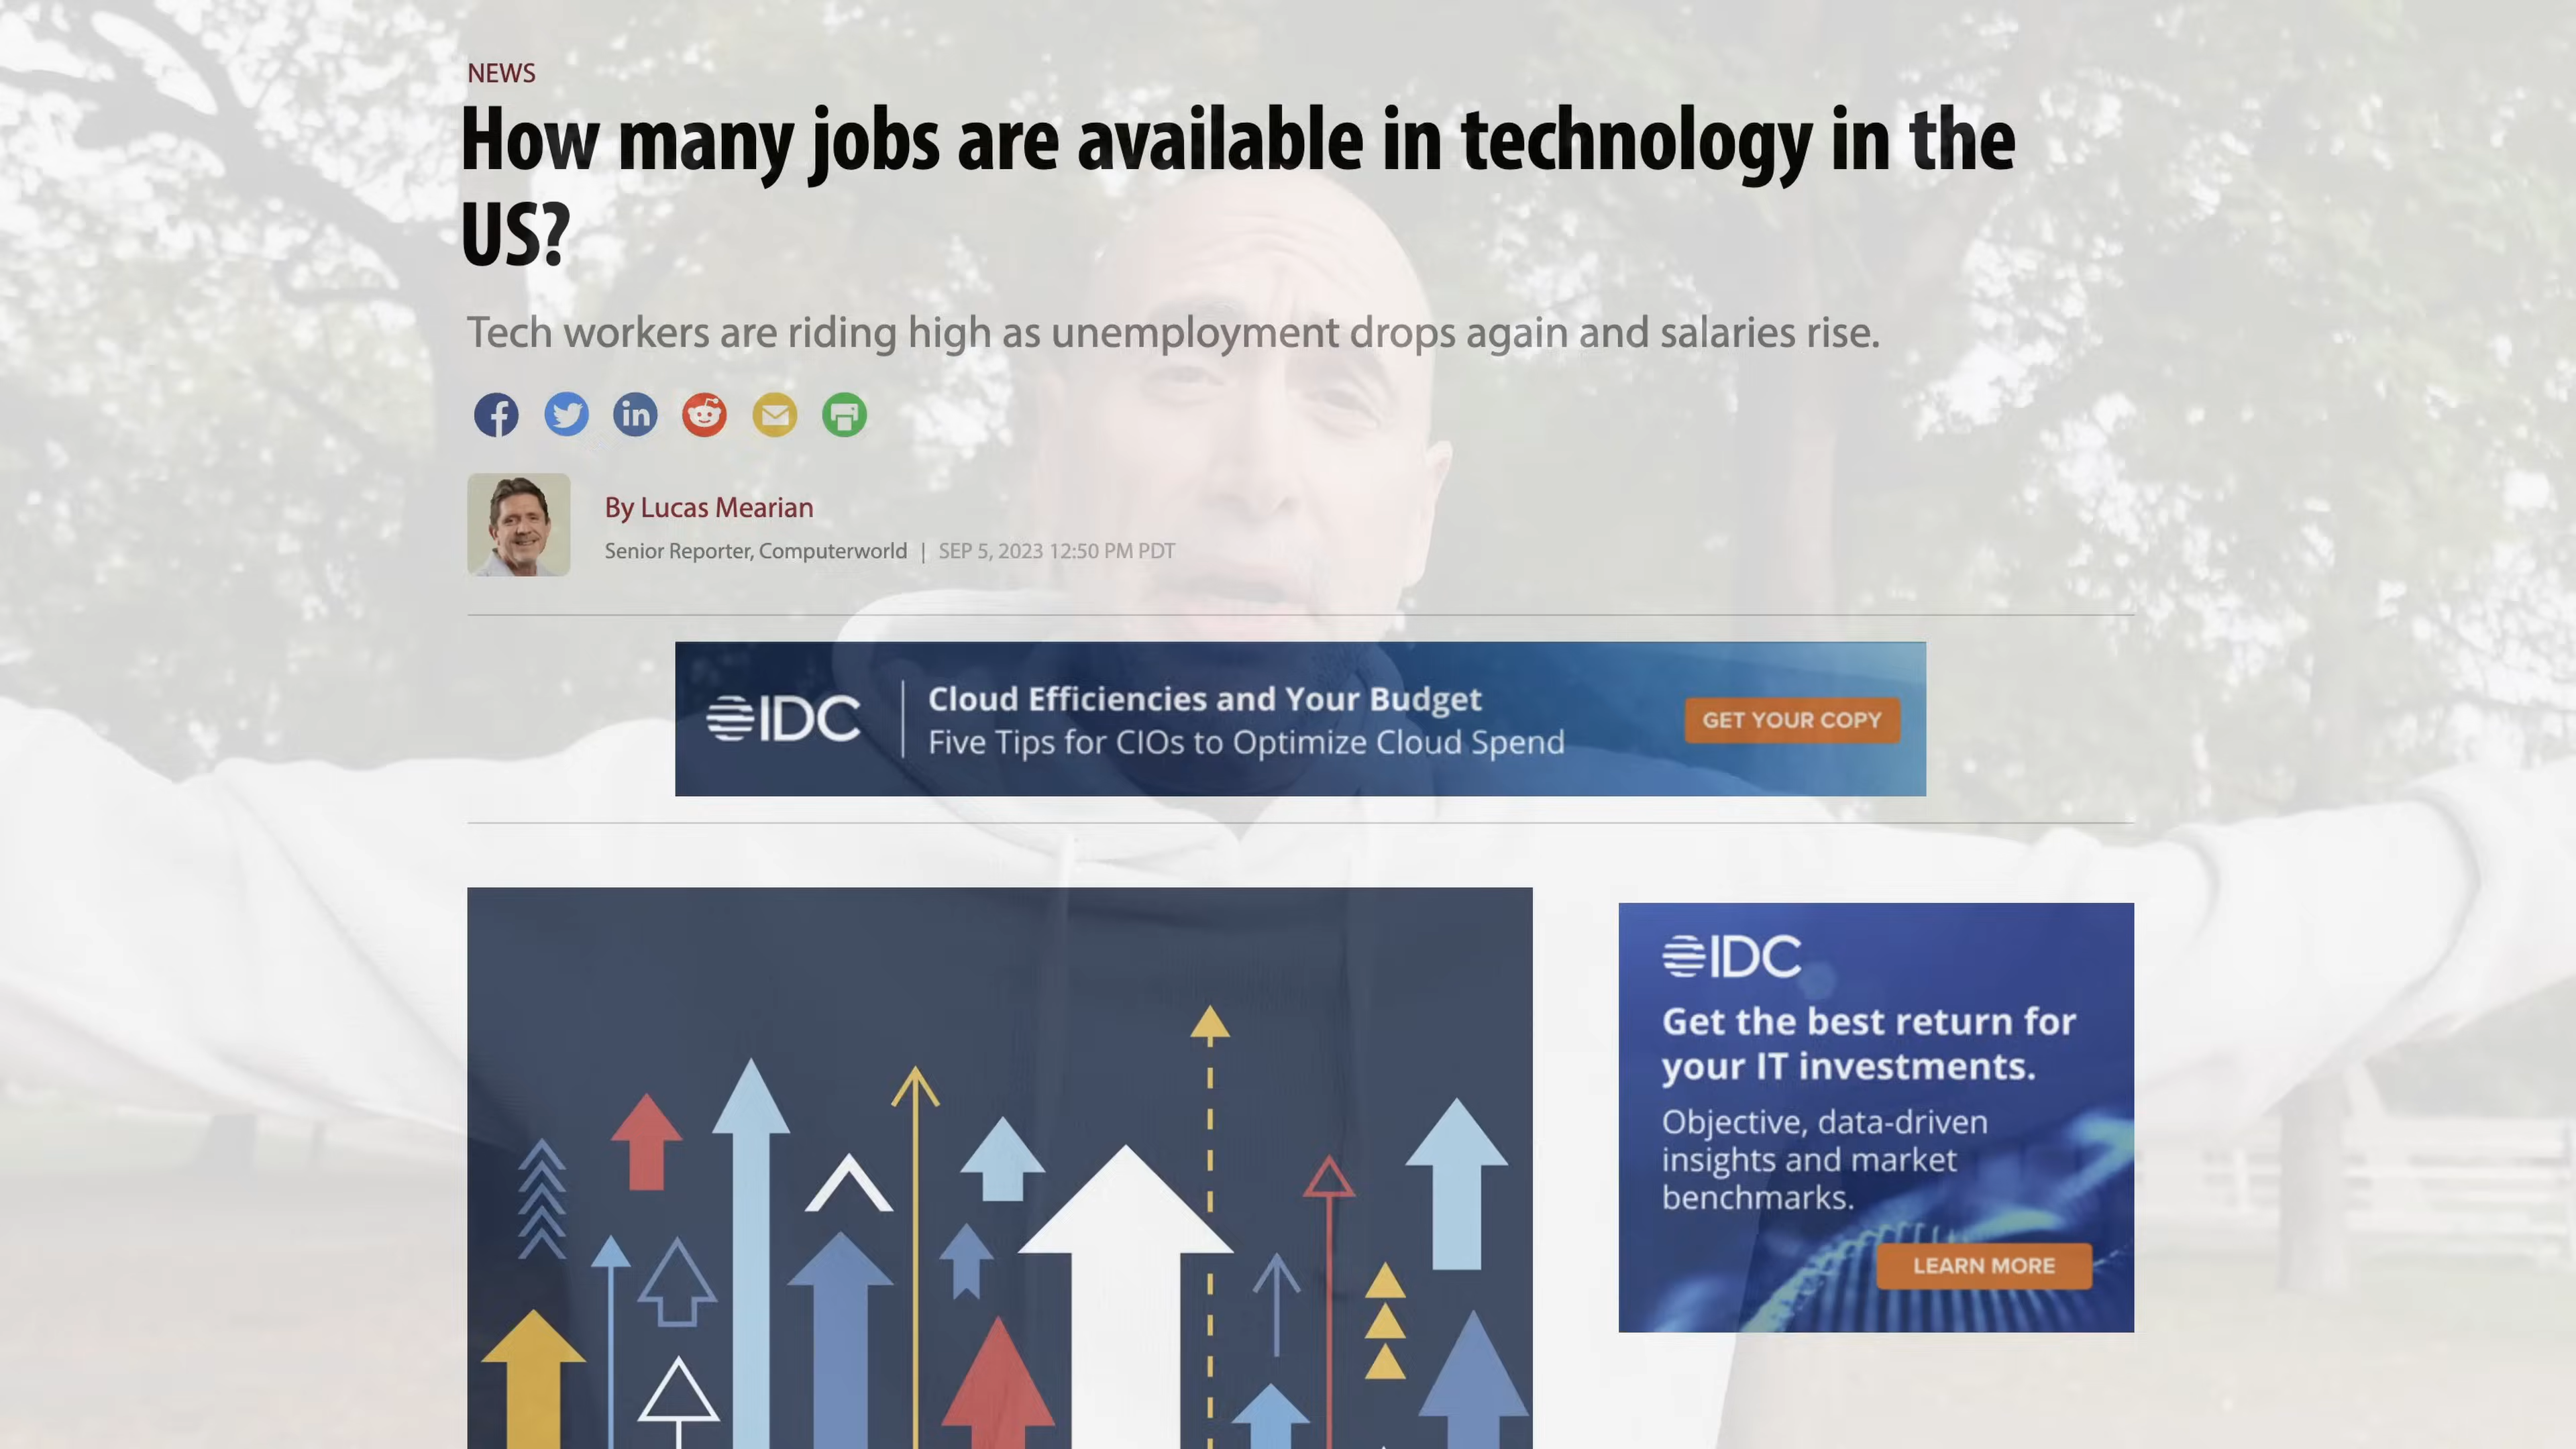 NEWS
How many jobs are available in technology in the
US?
Tech workers are riding high as unemployment drops again and salaries rise.
By Lucas Mearian
Senior Reporter, Computerworld | SEP 5, 2023 12:50 PM PDT
IDC
Cloud Efficiencies and Your Budget
Five Tips for CIOs to Optimize Cloud Spend
GET YOUR COPY
IDC
Get the best return for
your IT investments.
Objective, data-driven
insights and market
benchmarks.
LEARN MORE